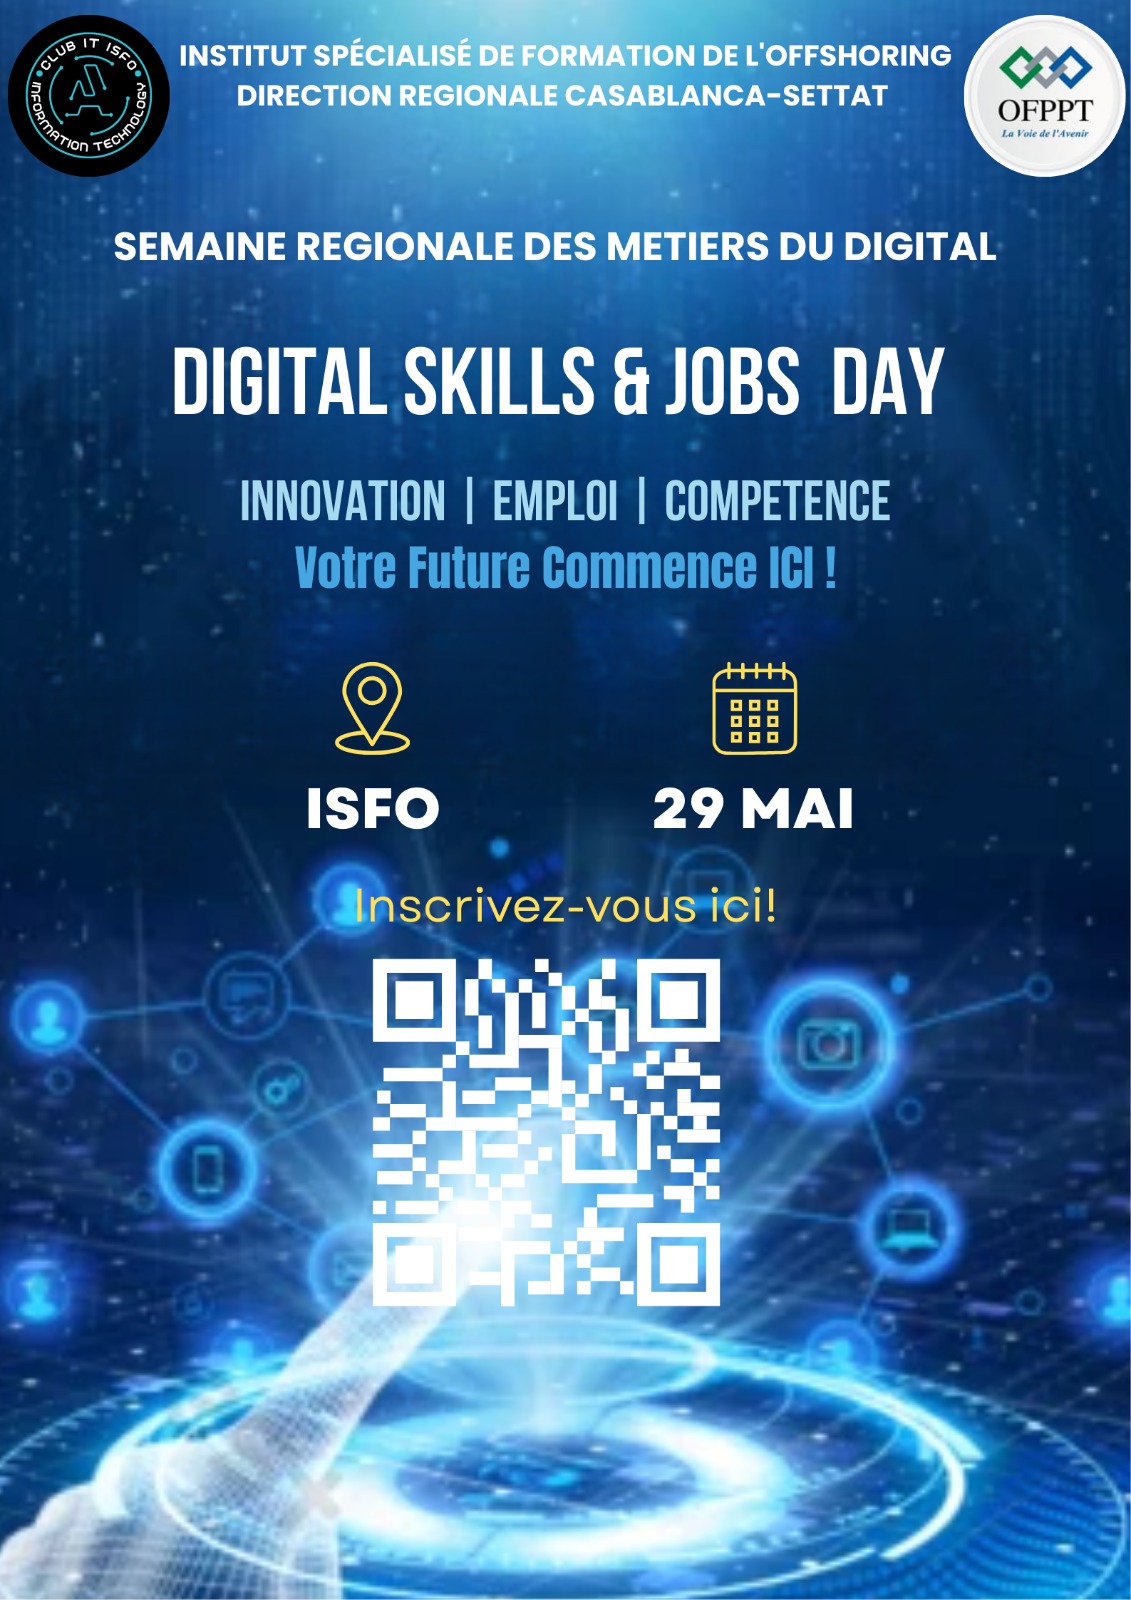 CLUB IT ISFO
INFORMATION TECHNOLOGY
INSTITUT SPÉCIALISÉ DE FORMATION DE L'OFFSHORING
DIRECTION REGIONALE CASABLANCA-SETTAT
OFPPT
La Voie de l'Avenir
SEMAINE REGIONALE DES METIERS DU DIGITAL
DIGITAL SKILLS & JOBS DAY
INNOVATION | EMPLOI | COMPETENCE
Votre Future Commence ICI !
ISFO
29 MAI
Inscrivez-vous ici!